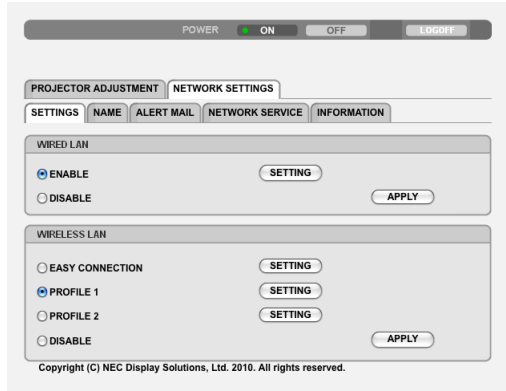 POWER ON OFF LOGOFF
PROJECTOR ADJUSTMENT NETWORK SETTINGS
SETTINGS NAME ALERT MAIL NETWORK SERVICE INFORMATION
WIRED LAN
ENABLE SETTING
DISABLE APPLY
WIRELESS LAN
EASY CONNECTION SETTING
PROFILE 1 SETTING
PROFILE 2 SETTING
DISABLE APPLY
Copyright (C) NEC Display Solutions, Ltd. 2010. All rights reserved.